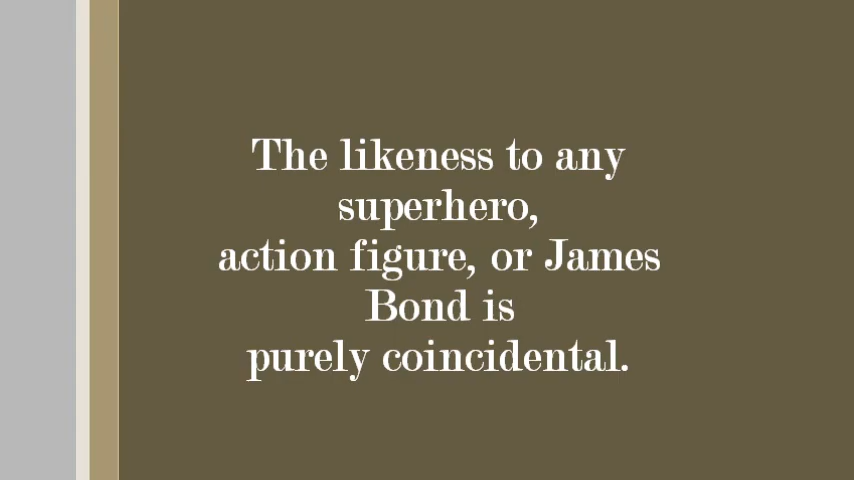 The likeness to any
superhero,
action figure, or James
Bond is
purely coincidental.